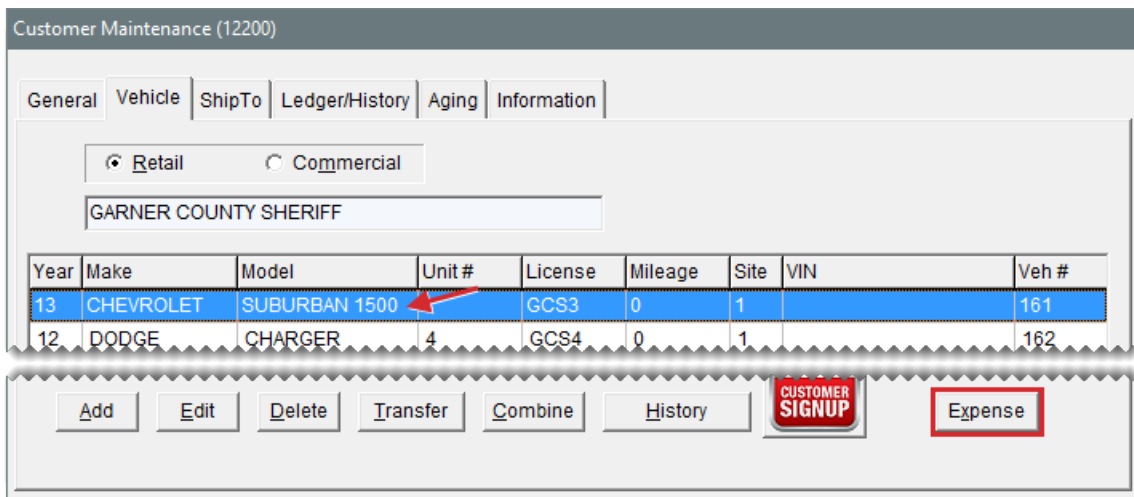 Customer Maintenance (12200)
General Vehicle ShipTo Ledger/History Aging Information
Retail Commercial
GARNER COUNTY SHERIFF
Year Make Model Unit # License Mileage Site VIN Veh #
13 CHEVROLET SUBURBAN 1500 GCS3 0 1 161
12 DODGE CHARGER 4 GCS4 0 1 162
Add Edit Delete Transfer Combine History CUSTOMER SIGNUP Expense